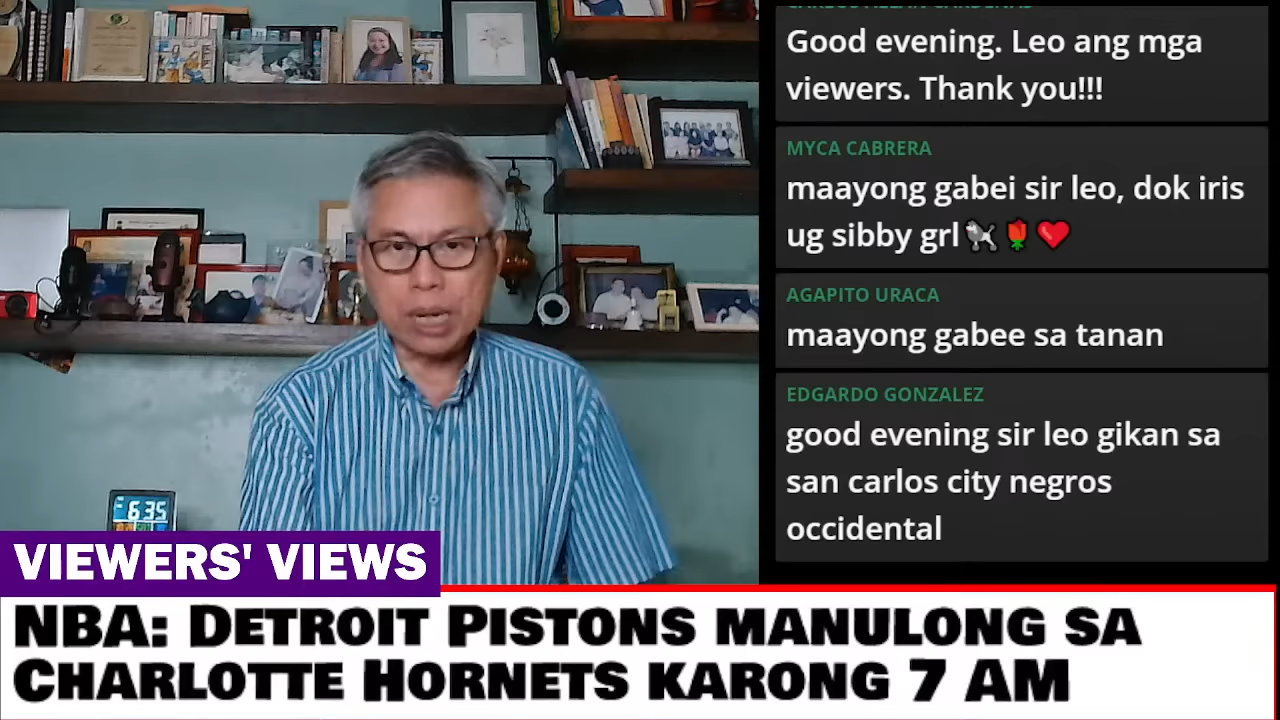 Good evening. Leo ang mga
viewers. Thank you!!!
MYCA CABRERA
maayong gabei sir leo, dok iris
ug sibby grl🐩🌹❤️
AGAPITO URACA
maayong gabee sa tanan
EDGARDO GONZALEZ
good evening sir leo gikan sa
san carlos city negros
occidental
6:35
VIEWERS' VIEWS
NBA: DETROIT PISTONS MANULONG SA
CHARLOTTE HORNETS KARONG 7 AM